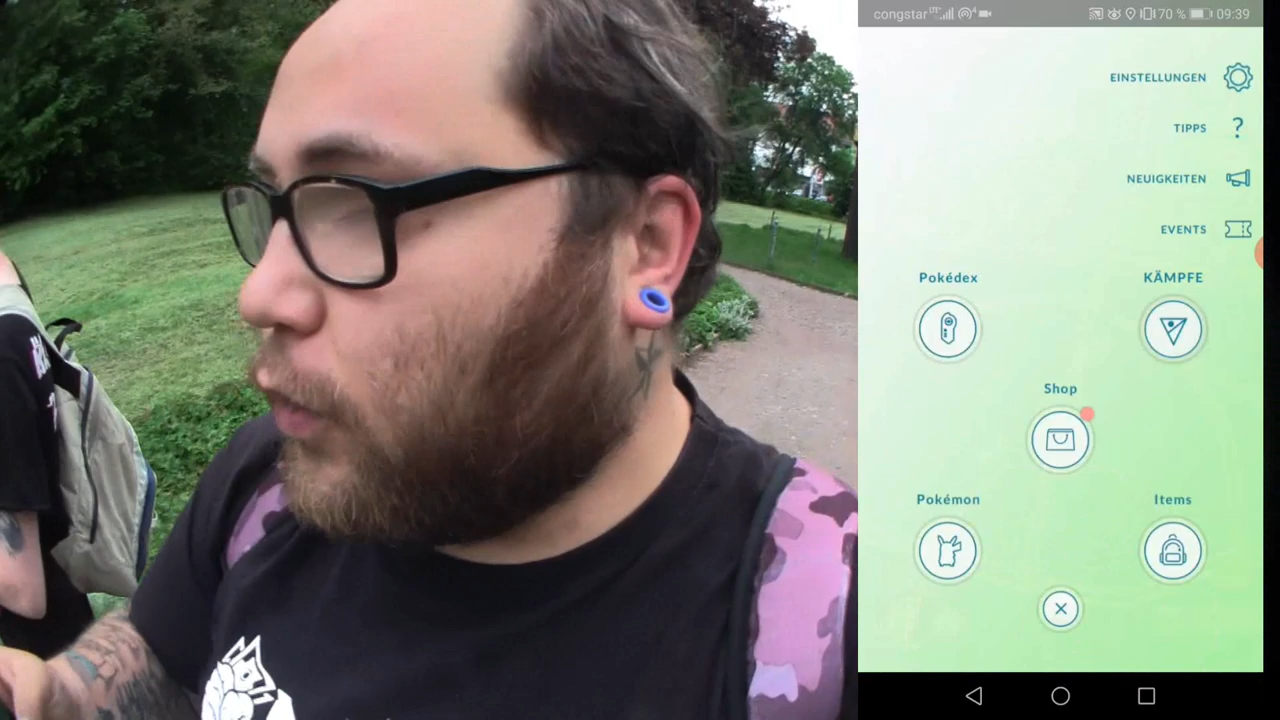 congstar 70 % 09:39
EINSTELLUNGEN
TIPPS ?
NEUIGKEITEN
EVENTS
Pokédex KÄMPFE
Shop
Pokémon Items